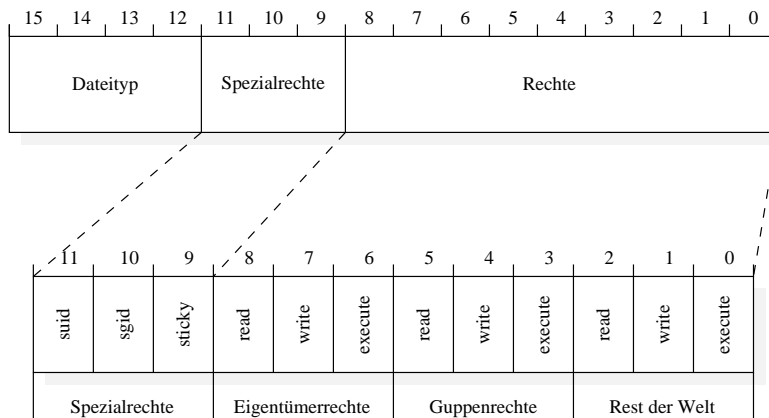 15 14 13 12 11 10 9 8 7 6 5 4 3 2 1 0
Dateityp Spezialrechte Rechte
11 10 9 8 7 6 5 4 3 2 1 0
suid sgid sticky read write execute read write execute read write execute
Spezialrechte Eigentümerrechte Guppenrechte Rest der Welt